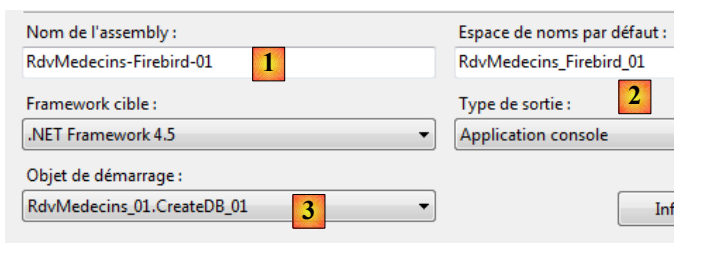 Nom de l'assembly : Espace de noms par défaut :
RdvMedecins-Firebird-01 1 RdvMedecins_Firebird_01
Framework cible : Type de sortie : 2
.NET Framework 4.5 Application console
Objet de démarrage :
RdvMedecins_01.CreateDB_01 3 Inf